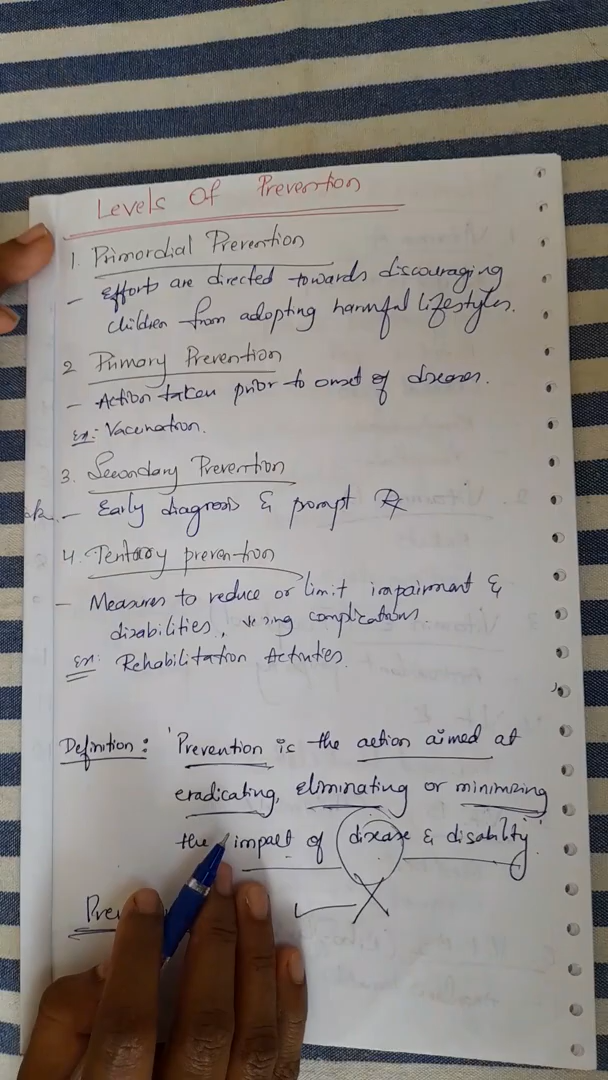 Levels Of Prevention
1. Primordial Prevention
- Efforts are directed towards discouraging
children from adopting harmful lifestyles.
2 Primary Prevention
- Action taken prior to onset of diseases.
Ex:- Vaccination.
3. Secondary Prevention
- Early diagnosis & prompt Rx
4. Tertiary prevention
- Measures to reduce or limit impairment &
disabilities, complications
Ex: Rehabilitation Activities.
Definition: 'Prevention is the action aimed at
eradicating, eliminating or minimizing
the impact of disease & disability'.